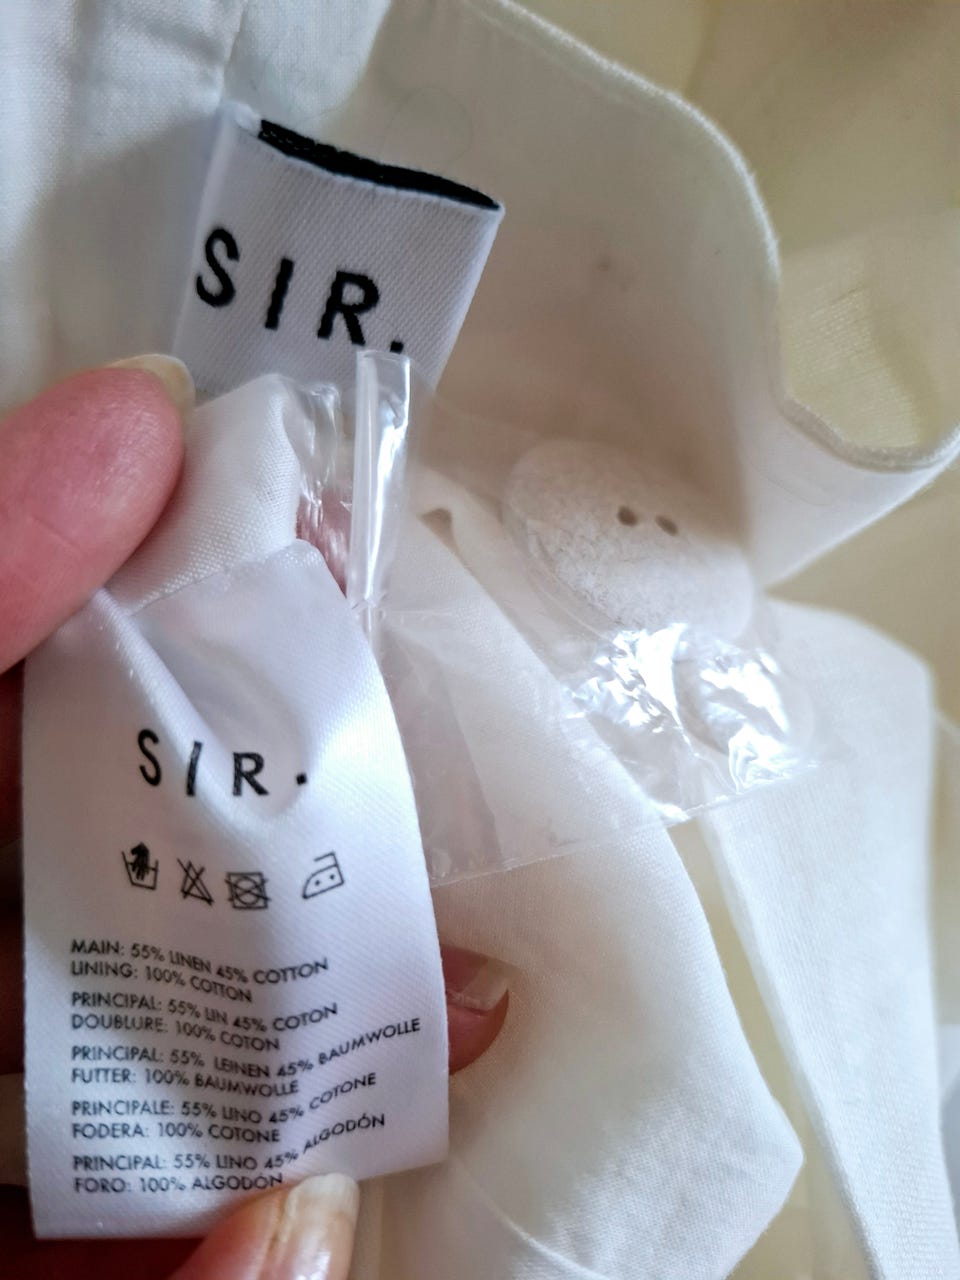 SIR.
SIR.
MAIN: 55% LINEN 45% COTTON
LINING: 100% COTTON
PRINCIPAL: 55% LIN 45% COTON
DOUBLURE: 100% COTON
PRINCIPAL: 55% LEINEN 45% BAUMWOLLE
FUTTER: 100% BAUMWOLLE
PRINCIPALE: 55% LINO 45% COTONE
FODERA: 100% COTONE
PRINCIPAL: 55% LINO 45% ALGODÓN
FORO: 100% ALGODÓN